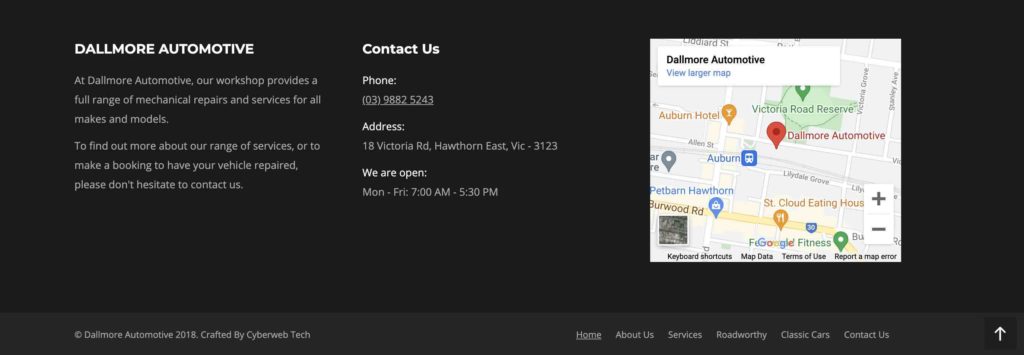 DALLMORE AUTOMOTIVE
At Dallmore Automotive, our workshop provides a
full range of mechanical repairs and services for all
makes and models.
To find out more about our range of services, or to
make a booking to have your vehicle repaired,
please don't hesitate to contact us.
Contact Us
Phone:
(03) 9882 5243
Address:
18 Victoria Rd, Hawthorn East, Vic - 3123
We are open:
Mon - Fri: 7:00 AM - 5:30 PM
Liddiard St
Dallmore Automotive
View larger map
Victoria Grove
Stanley Ave
Victoria Road Reserve
Auburn Hotel
Dallmore Automotive
Allen St
Auburn
Lilydale Grove
Petbarn Hawthorn
St. Cloud Eating Hous
Burwood Rd
30
Google
Fitness
Keyboard shortcuts
Map Data
Terms of Use
Report a map error
© Dallmore Automotive 2018. Crafted By Cyberweb Tech
Home
About Us
Services
Roadworthy
Classic Cars
Contact Us